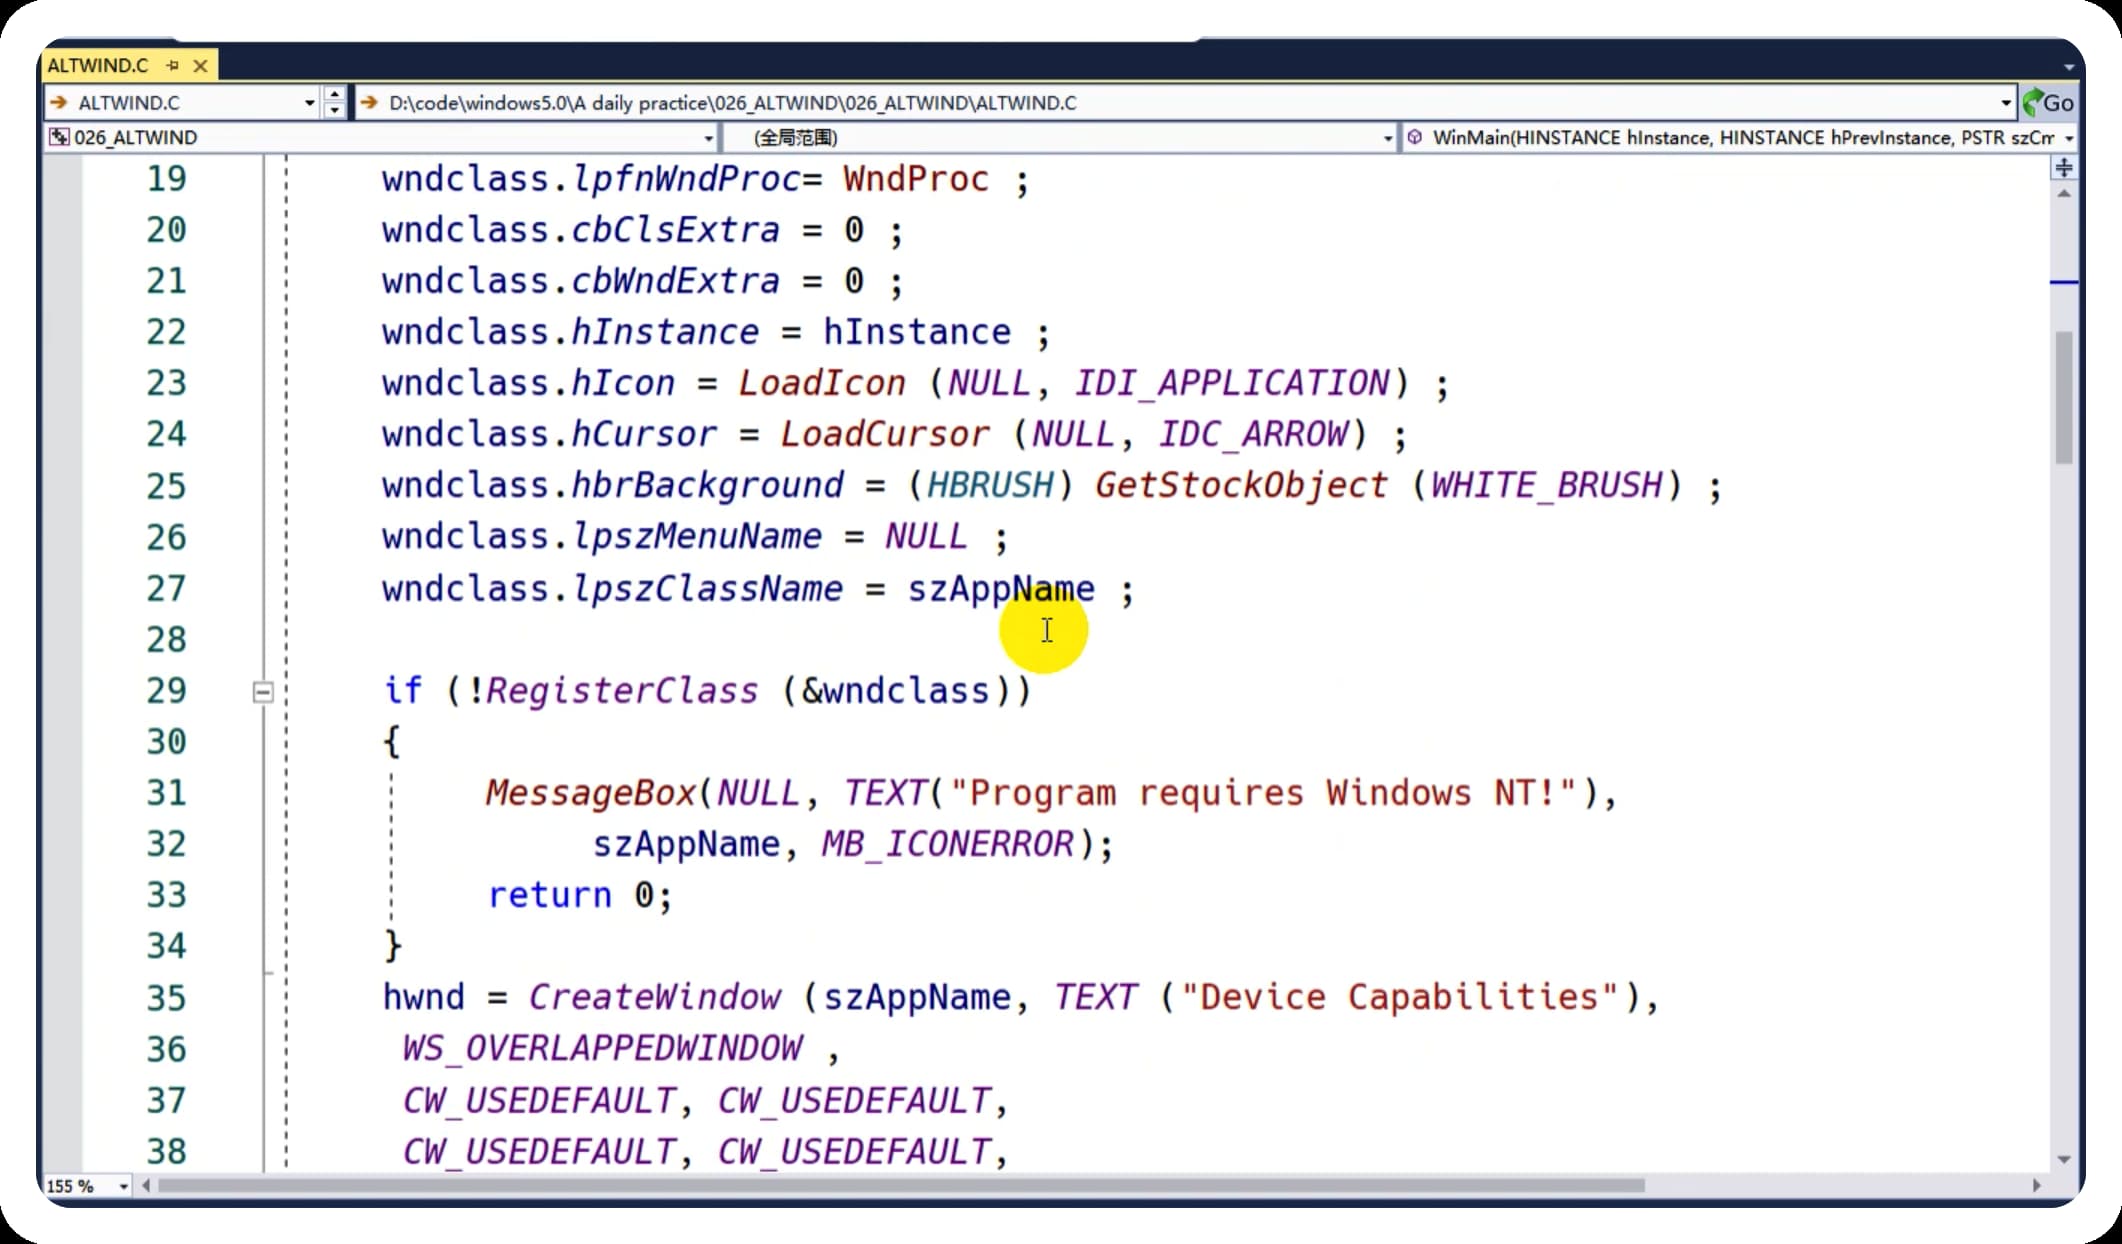 ALTWIND.C
ALTWIND.C
D:\code\windows5.0\A daily practice\026_ALTWIND\026_ALTWIND\ALTWIND.C
Go
026_ALTWIND
(全局范围)
WinMain(HINSTANCE hInstance, HINSTANCE hPrevInstance, PSTR szCm
19 wndclass.lpfnWndProc= WndProc ;
20 wndclass.cbClsExtra = 0 ;
21 wndclass.cbWndExtra = 0 ;
22 wndclass.hInstance = hInstance ;
23 wndclass.hIcon = LoadIcon (NULL, IDI_APPLICATION) ;
24 wndclass.hCursor = LoadCursor (NULL, IDC_ARROW) ;
25 wndclass.hbrBackground = (HBRUSH) GetStockObject (WHITE_BRUSH) ;
26 wndclass.lpszMenuName = NULL ;
27 wndclass.lpszClassName = szAppName ;
28
29 if (!RegisterClass (&wndclass))
30 {
31 MessageBox(NULL, TEXT("Program requires Windows NT!"),
32 szAppName, MB_ICONERROR);
33 return 0;
34 }
35 hwnd = CreateWindow (szAppName, TEXT ("Device Capabilities"),
36 WS_OVERLAPPEDWINDOW ,
37 CW_USEDEFAULT, CW_USEDEFAULT,
38 CW_USEDEFAULT, CW_USEDEFAULT,
155 %